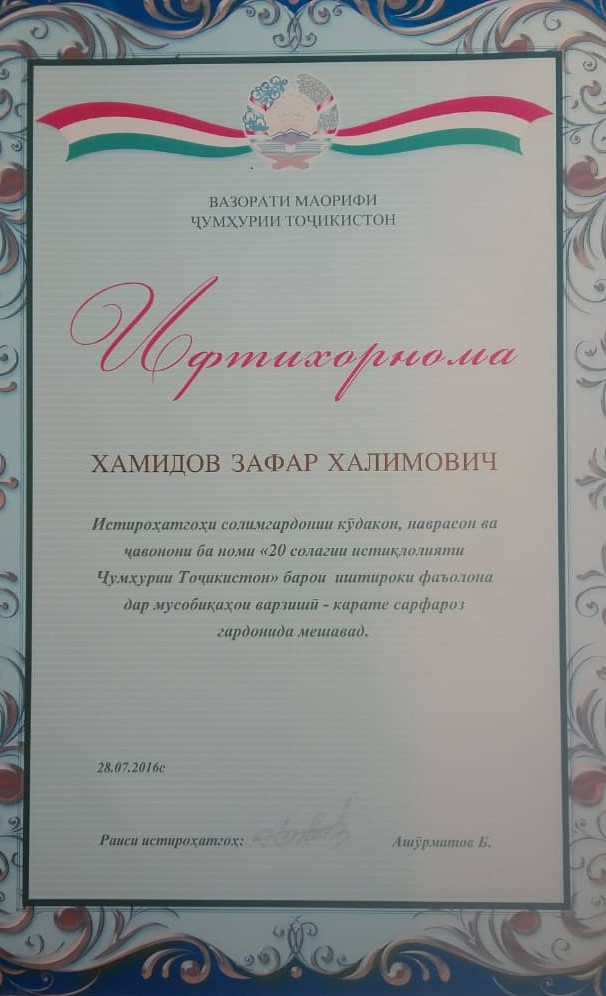 ВАЗОРАТИ МАОРИФИ
ҶУМҲУРИИ ТОҶИКИСТОН
Ифтихорнома
ХАМИДОВ ЗАФАР ХАЛИМОВИЧ
Истироҳатгоҳи солимгардонии кӯдакон, наврасон ва
ҷавонони ба номи «20 солагии истиқлолияти
Ҷумҳурии Тоҷикистон» барои иштироки фаъолона
дар мусобиқаҳои варзишӣ - карате сарфароз
гардонида мешавад.
28.07.2016с
Раиси истироҳатгоҳ: Ашӯрматов Б.